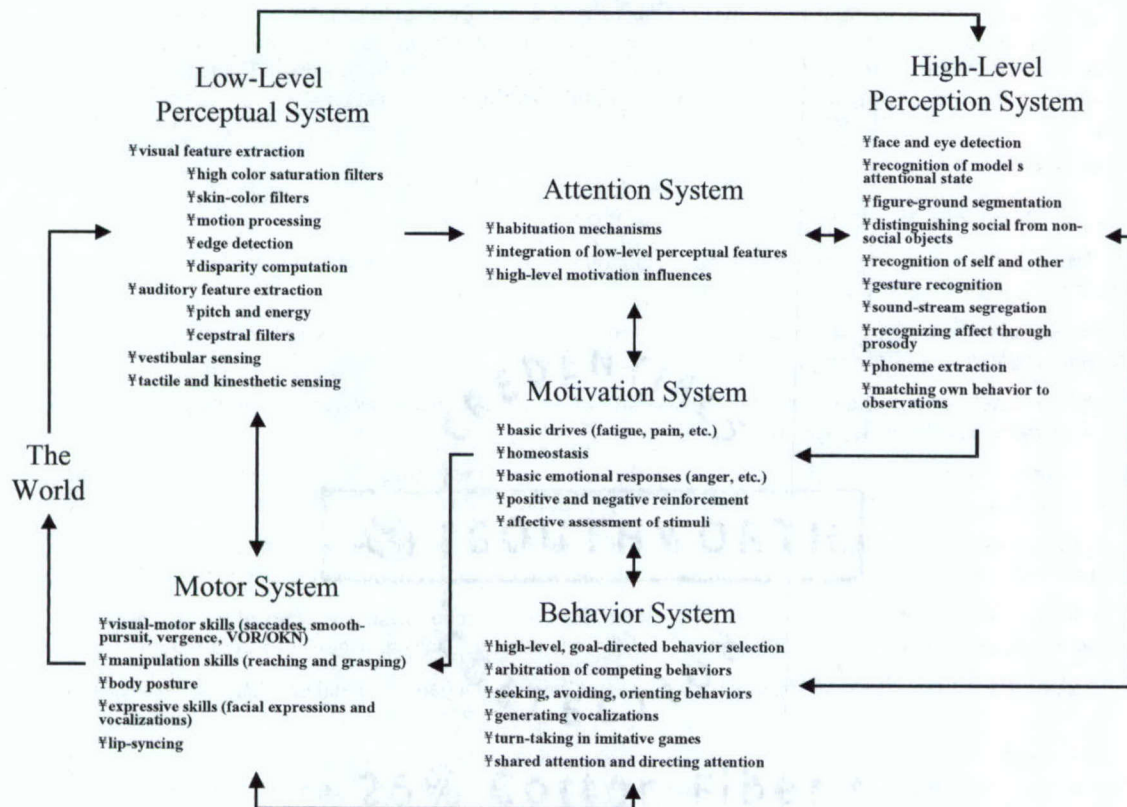 Low-Level
Perceptual System
¥visual feature extraction
¥high color saturation filters
¥skin-color filters
¥motion processing
¥edge detection
¥disparity computation
¥auditory feature extraction
¥pitch and energy
¥cepstral filters
¥vestibular sensing
¥tactile and kinesthetic sensing
Attention System
¥habituation mechanisms
¥integration of low-level perceptual features
¥high-level motivation influences
High-Level
Perception System
¥face and eye detection
¥recognition of model s
attentional state
¥figure-ground segmentation
¥distinguishing social from non-
social objects
¥recognition of self and other
¥gesture recognition
¥sound-stream segregation
¥recognizing affect through
prosody
¥phoneme extraction
¥matching own behavior to
observations
Motivation System
¥basic drives (fatigue, pain, etc.)
¥homeostasis
¥basic emotional responses (anger, etc.)
¥positive and negative reinforcement
¥affective assessment of stimuli
The
World
Motor System
¥visual-motor skills (saccades, smooth-
pursuit, vergence, VOR/OKN)
¥manipulation skills (reaching and grasping)
¥body posture
¥expressive skills (facial expressions and
vocalizations)
¥lip-syncing
Behavior System
¥high-level, goal-directed behavior selection
¥arbitration of competing behaviors
¥seeking, avoiding, orienting behaviors
¥generating vocalizations
¥turn-taking in imitative games
¥shared attention and directing attention